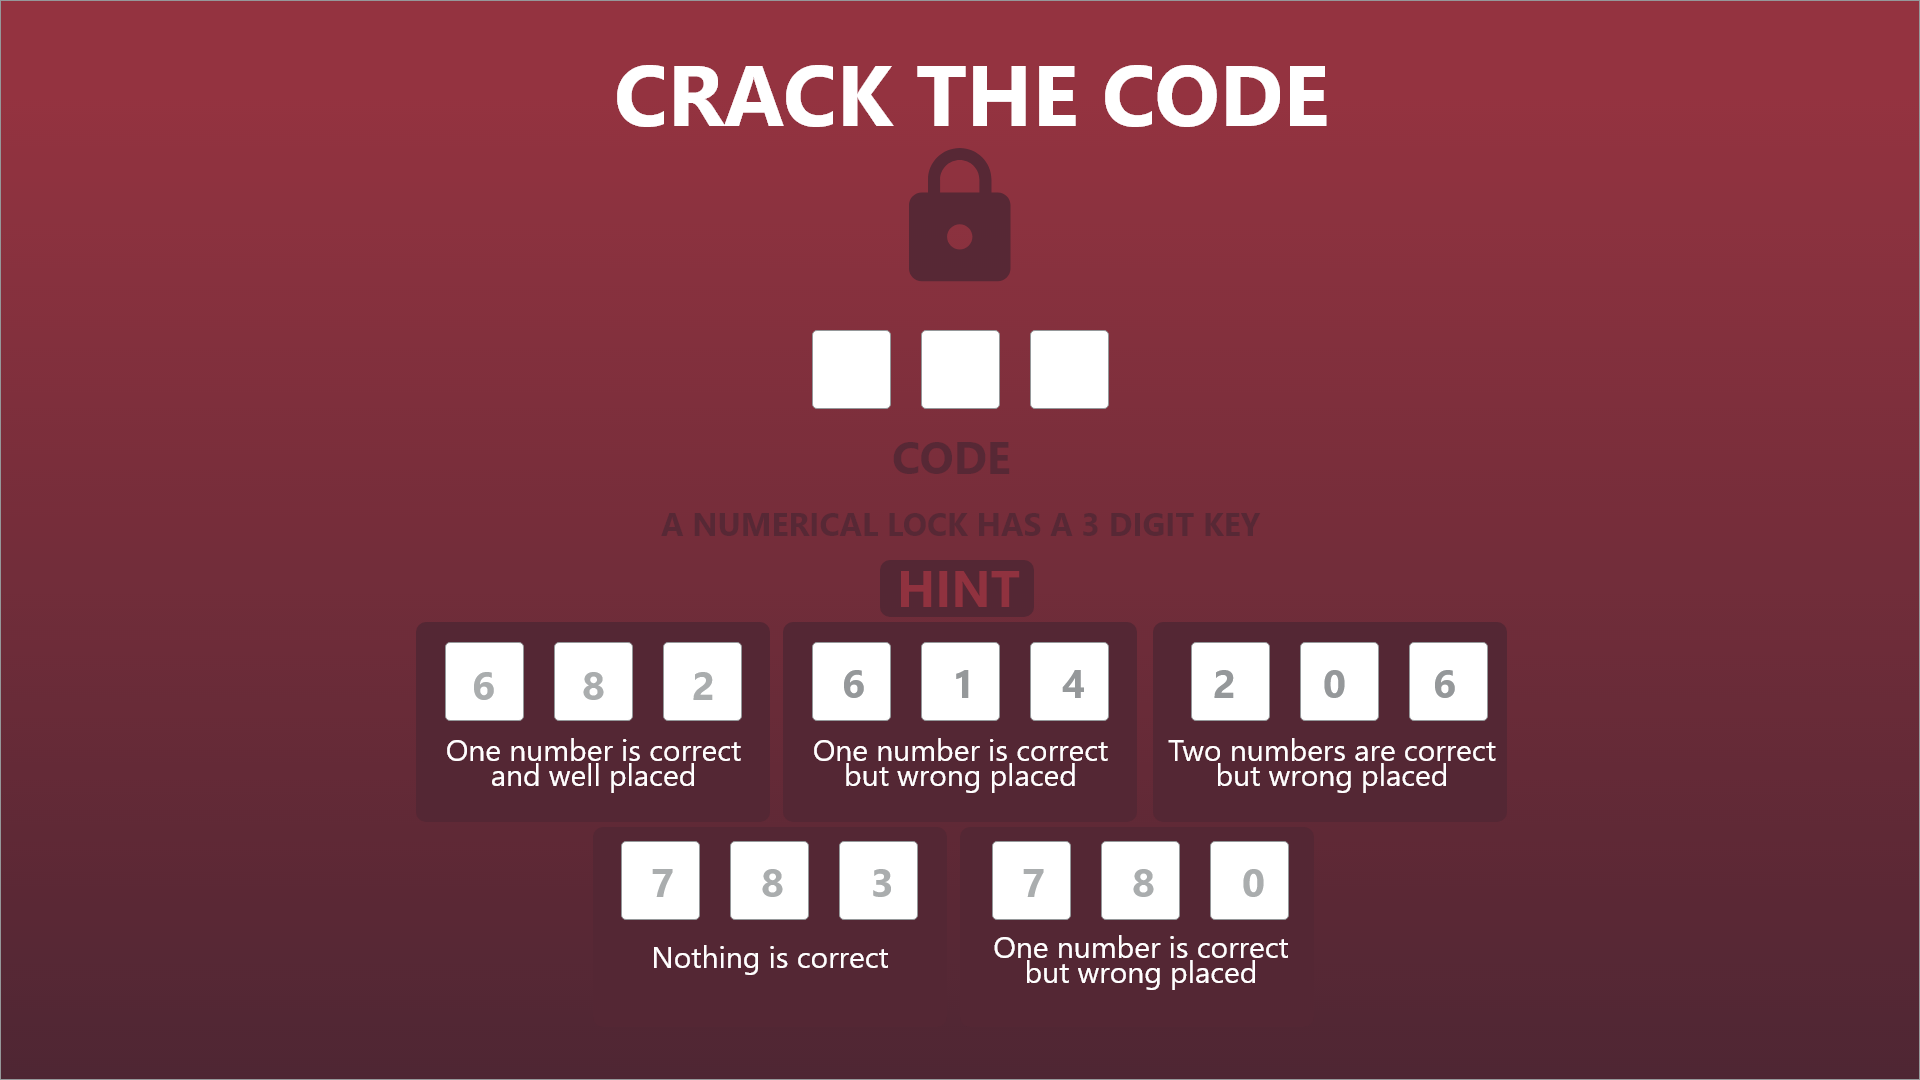 CRACK THE CODE
CODE
A NUMERICAL LOCK HAS A 3 DIGIT KEY
HINT
6 8 2
One number is correct
and well placed
6 1 4
One number is correct
but wrong placed
2 0 6
Two numbers are correct
but wrong placed
7 8 3
Nothing is correct
7 8 0
One number is correct
but wrong placed